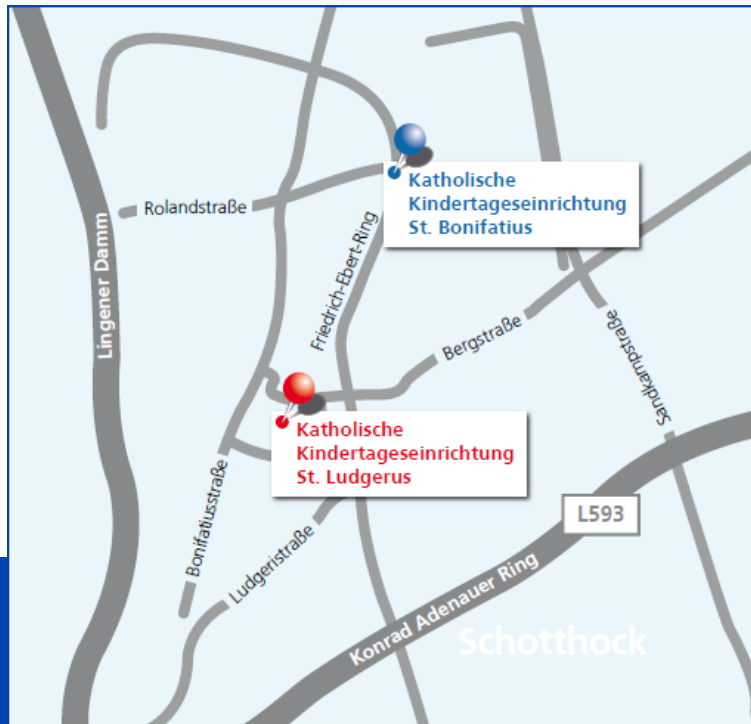 Katholische
Kindertageseinrichtung
St. Bonifatius
Rolandstraße
Lingener Damm
Friedrich-Ebert-Ring
Bergstraße
Sandkampstraße
Katholische
Kindertageseinrichtung
St. Ludgerus
Bonifatiusstraße
Ludgeristraße
L593
Konrad Adenauer Ring
Schotthock